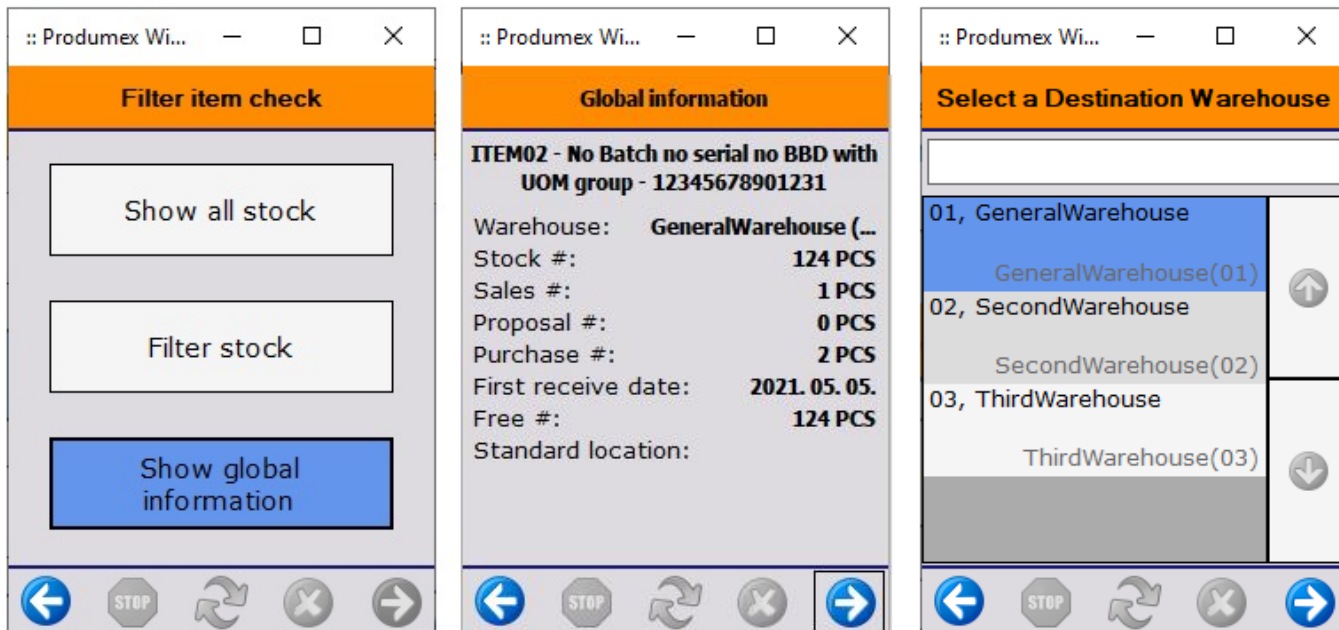 :: Produmex Wi...
Filter item check
Show all stock
Filter stock
Show global
information
STOP
:: Produmex Wi...
Global information
ITEM02 - No Batch no serial no BBD with
UOM group - 12345678901231
Warehouse: GeneralWarehouse (...
Stock #: 124 PCS
Sales #: 1 PCS
Proposal #: 0 PCS
Purchase #: 2 PCS
First receive date: 2021. 05. 05.
Free #: 124 PCS
Standard location:
STOP
:: Produmex Wi...
Select a Destination Warehouse
01, GeneralWarehouse
GeneralWarehouse(01)
02, SecondWarehouse
SecondWarehouse(02)
03, ThirdWarehouse
ThirdWarehouse(03)
STOP